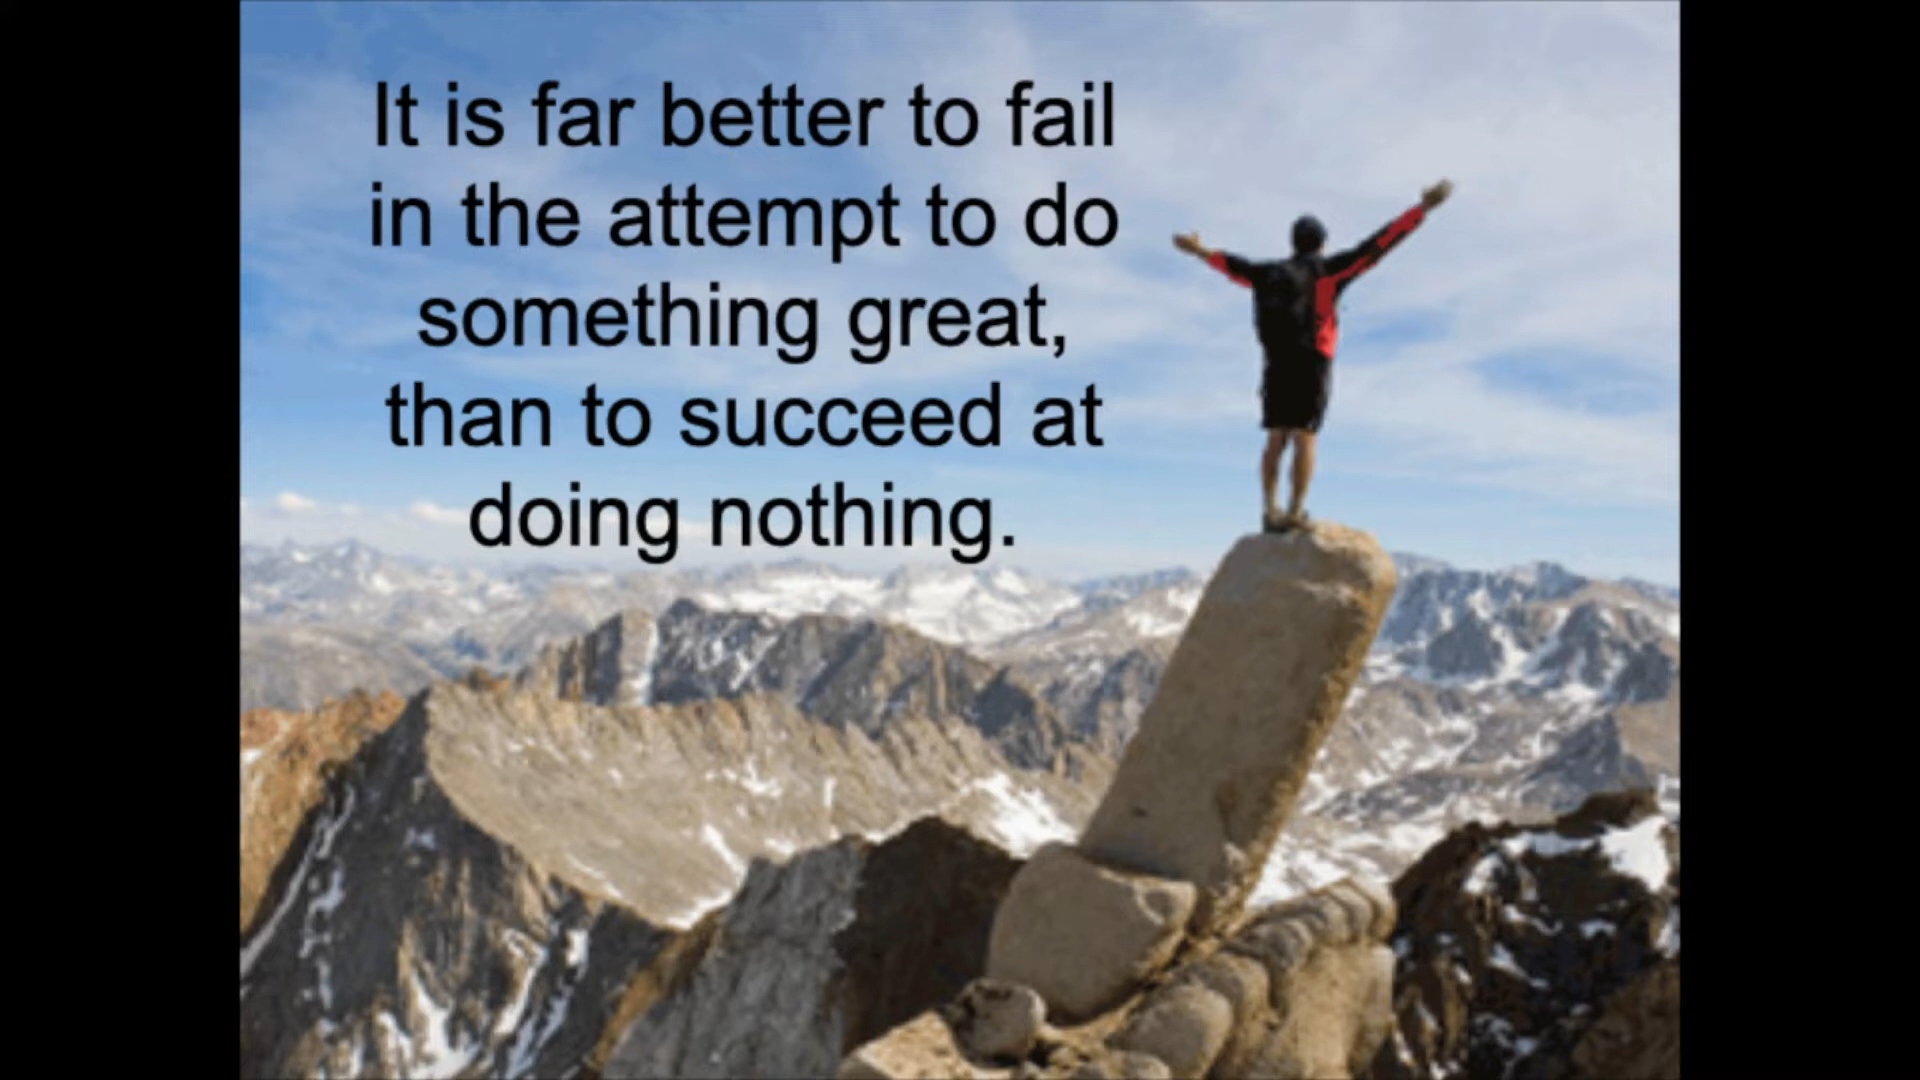 It is far better to fail
in the attempt to do
something great,
than to succeed at
doing nothing.